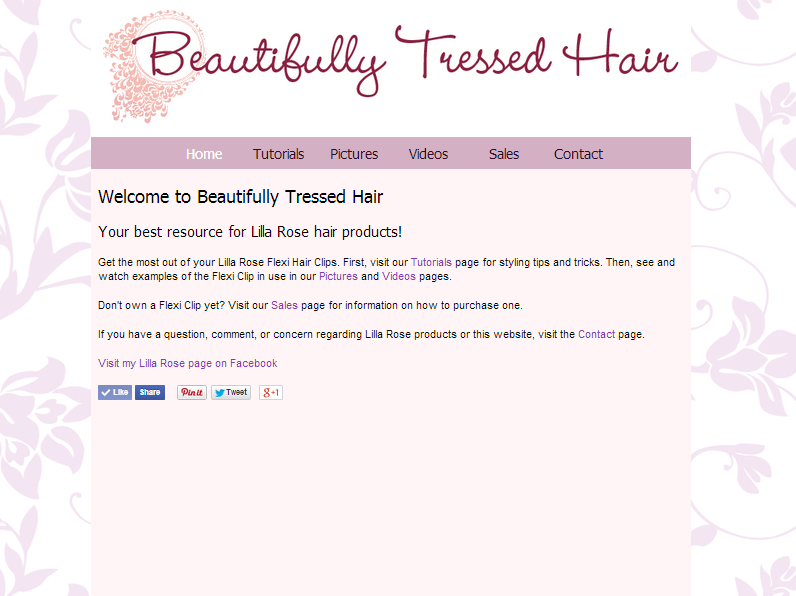 Beautifully Tressed Hair
Home Tutorials Pictures Videos Sales Contact
Welcome to Beautifully Tressed Hair
Your best resource for Lilla Rose hair products!
Get the most out of your Lilla Rose Flexi Hair Clips. First, visit our Tutorials page for styling tips and tricks. Then, see and
watch examples of the Flexi Clip in use in our Pictures and Videos pages.
Don't own a Flexi Clip yet? Visit our Sales page for information on how to purchase one.
If you have a question, comment, or concern regarding Lilla Rose products or this website, visit the Contact page.
Visit my Lilla Rose page on Facebook
Like Share Pin it Tweet g+1